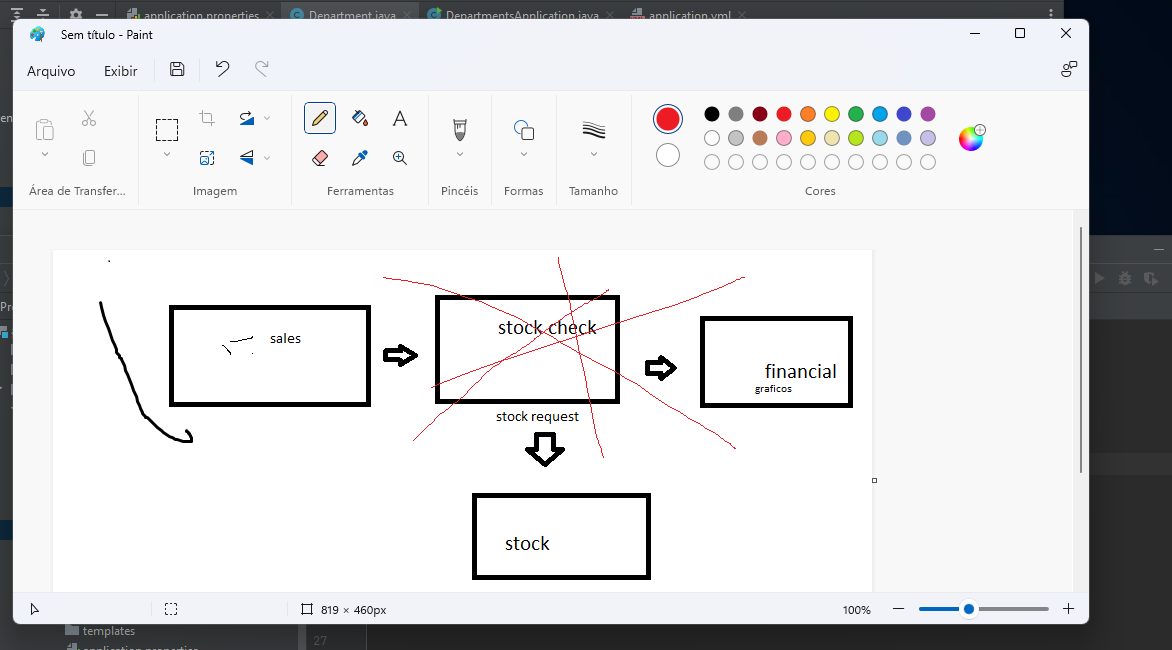 application.properties
Department.java
DepartmentsApplication.java
application.yml
Sem título - Paint
Arquivo
Exibir
Área de Transfer...
Imagem
Ferramentas
Pincéis
Formas
Tamanho
Cores
sales
stock check
financial
graficos
stock request
stock
819 × 460px
100%
templates
application.properties
27